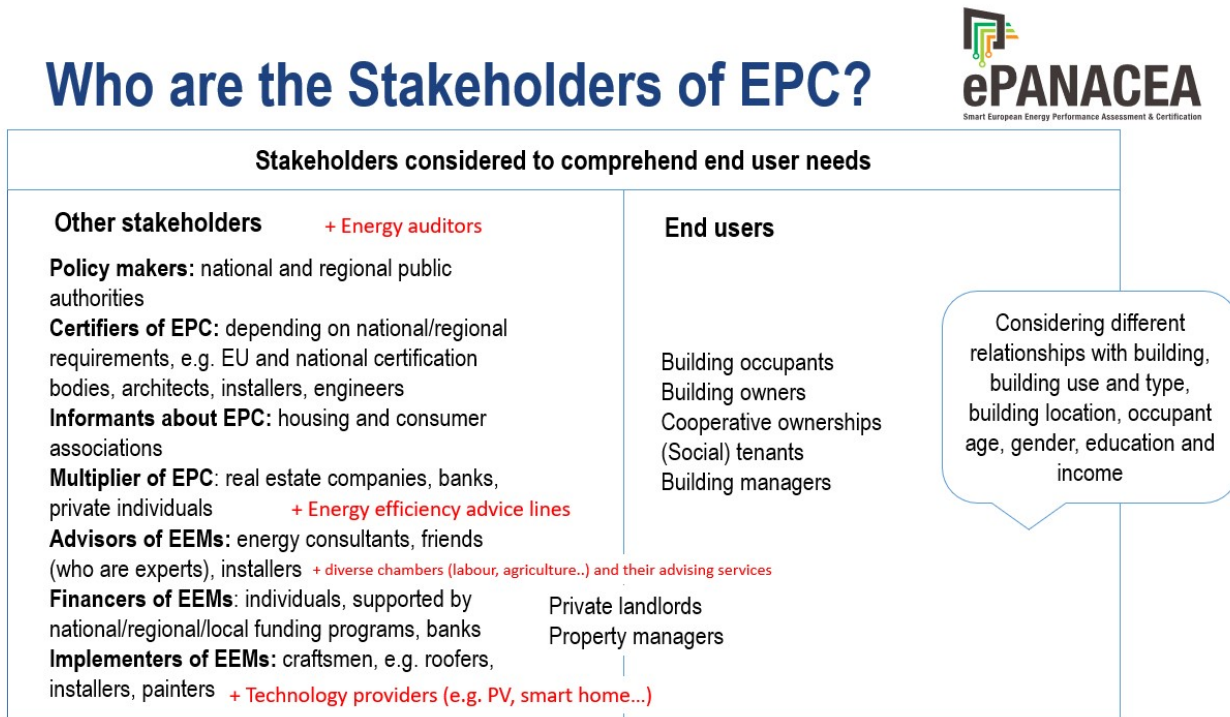 Who are the Stakeholders of EPC?
ePANACEA
Smart European Energy Performance Assessment & Certification
Stakeholders considered to comprehend end user needs
Other stakeholders + Energy auditors
Policy makers: national and regional public
authorities
Certifiers of EPC: depending on national/regional
requirements, e.g. EU and national certification
bodies, architects, installers, engineers
Informants about EPC: housing and consumer
associations
Multiplier of EPC: real estate companies, banks,
private individuals + Energy efficiency advice lines
Advisors of EEMs: energy consultants, friends
(who are experts), installers + diverse chambers (labour, agriculture..) and their advising services
Financers of EEMs: individuals, supported by
national/regional/local funding programs, banks
Implementers of EEMs: craftsmen, e.g. roofers,
installers, painters + Technology providers (e.g. PV, smart home...)
Private landlords
Property managers
End users
Building occupants
Building owners
Cooperative ownerships
(Social) tenants
Building managers
Considering different
relationships with building,
building use and type,
building location, occupant
age, gender, education and
income